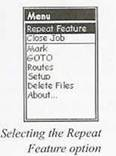 Menu
Repeat Feature
Close Job
Mark
GOTO
Routes
Setup
Delete Files
About...
Selecting the Repeat
Feature option